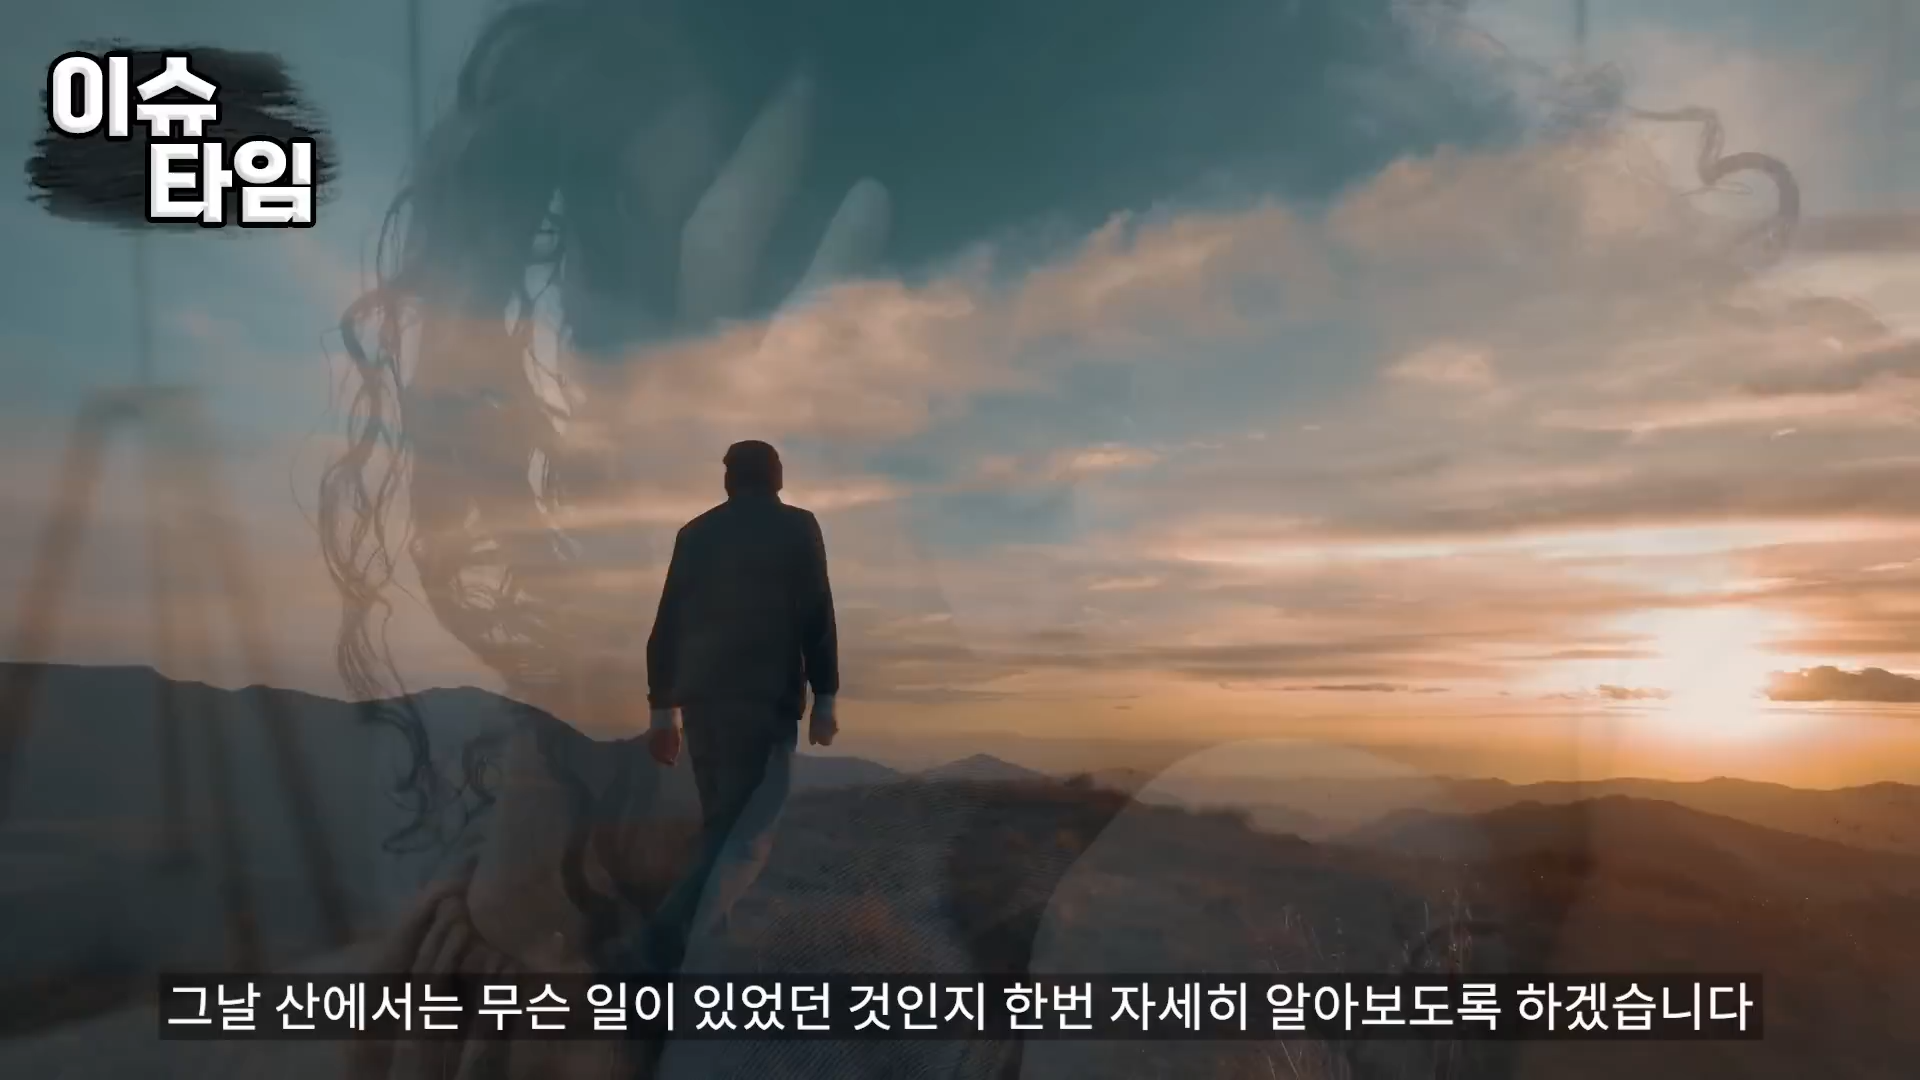 이슈
타임
그날 산에서는 무슨 일이 있었던 것인지 한번 자세히 알아보도록 하겠습니다